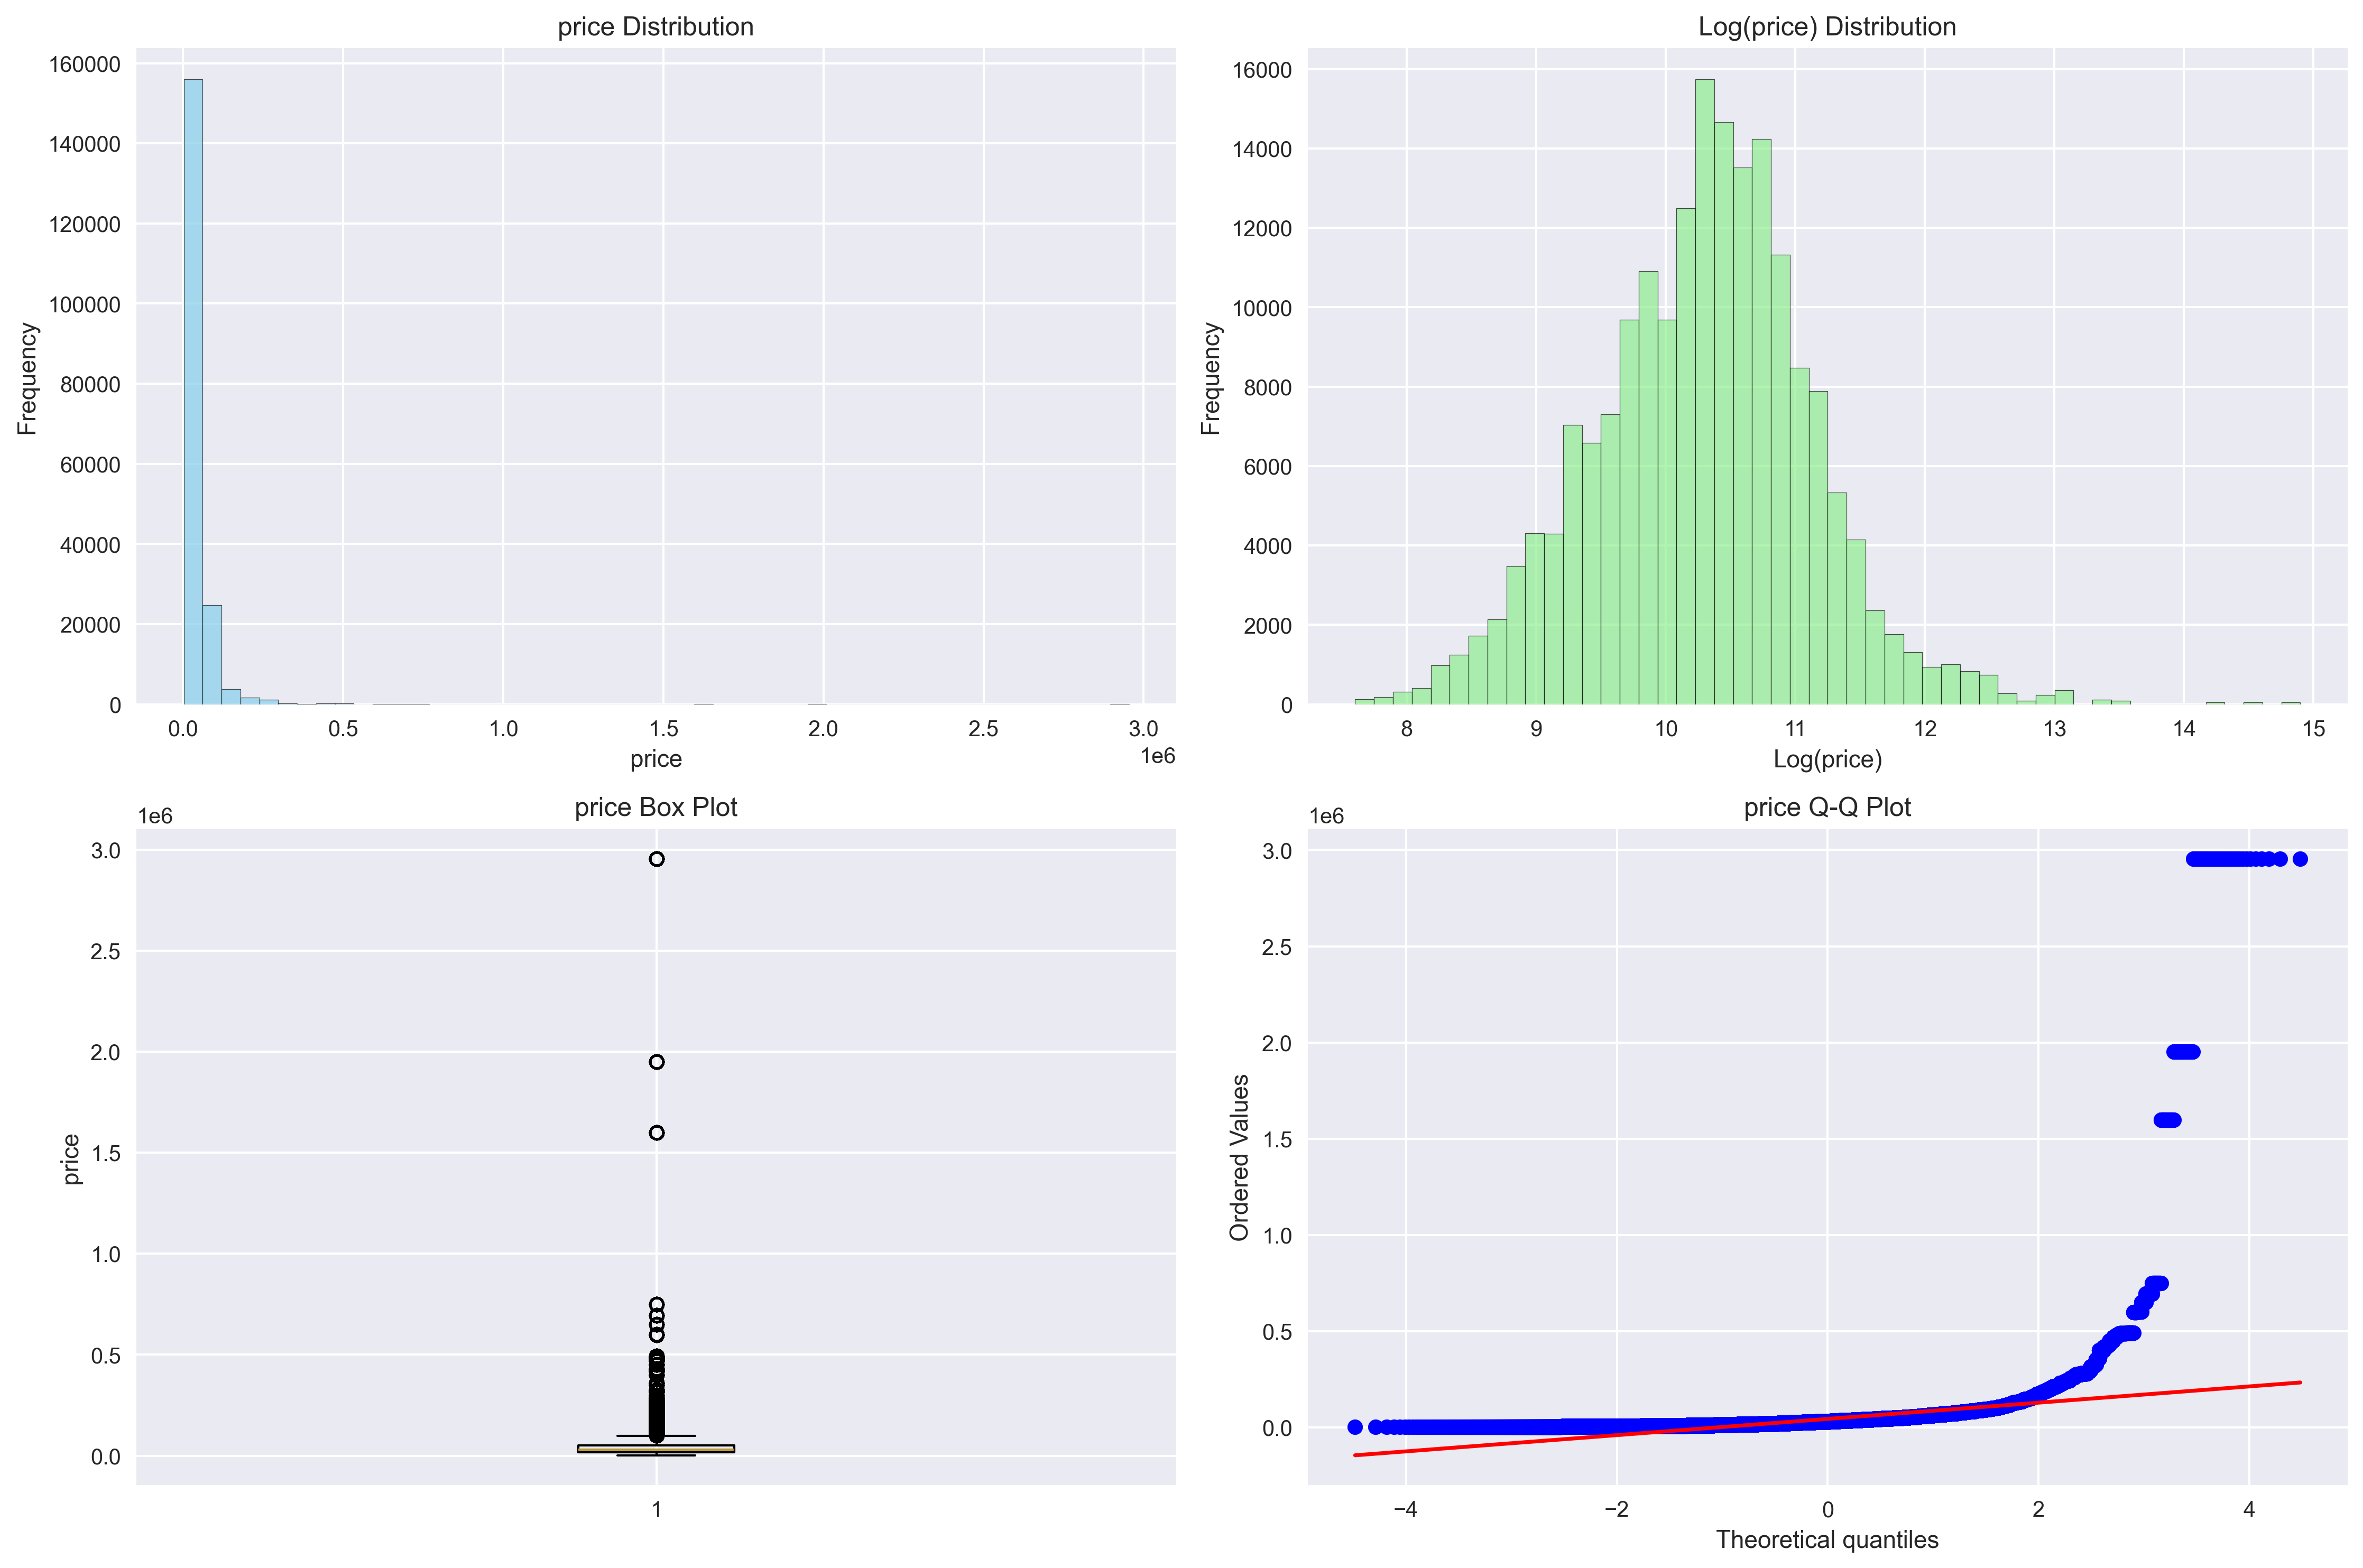 price Distribution
160000
140000
120000
100000
80000
60000
40000
20000
0
Frequency
0.0 0.5 1.0 1.5 2.0 2.5 3.0
1e6
price
Log(price) Distribution
16000
14000
12000
10000
8000
6000
4000
2000
0
Frequency
8 9 10 11 12 13 14 15
Log(price)
price Box Plot
1e6
3.0
2.5
2.0
1.5
1.0
0.5
0.0
price
1
price Q-Q Plot
1e6
3.0
2.5
2.0
1.5
1.0
0.5
0.0
Ordered Values
−4 −2 0 2 4
Theoretical quantiles